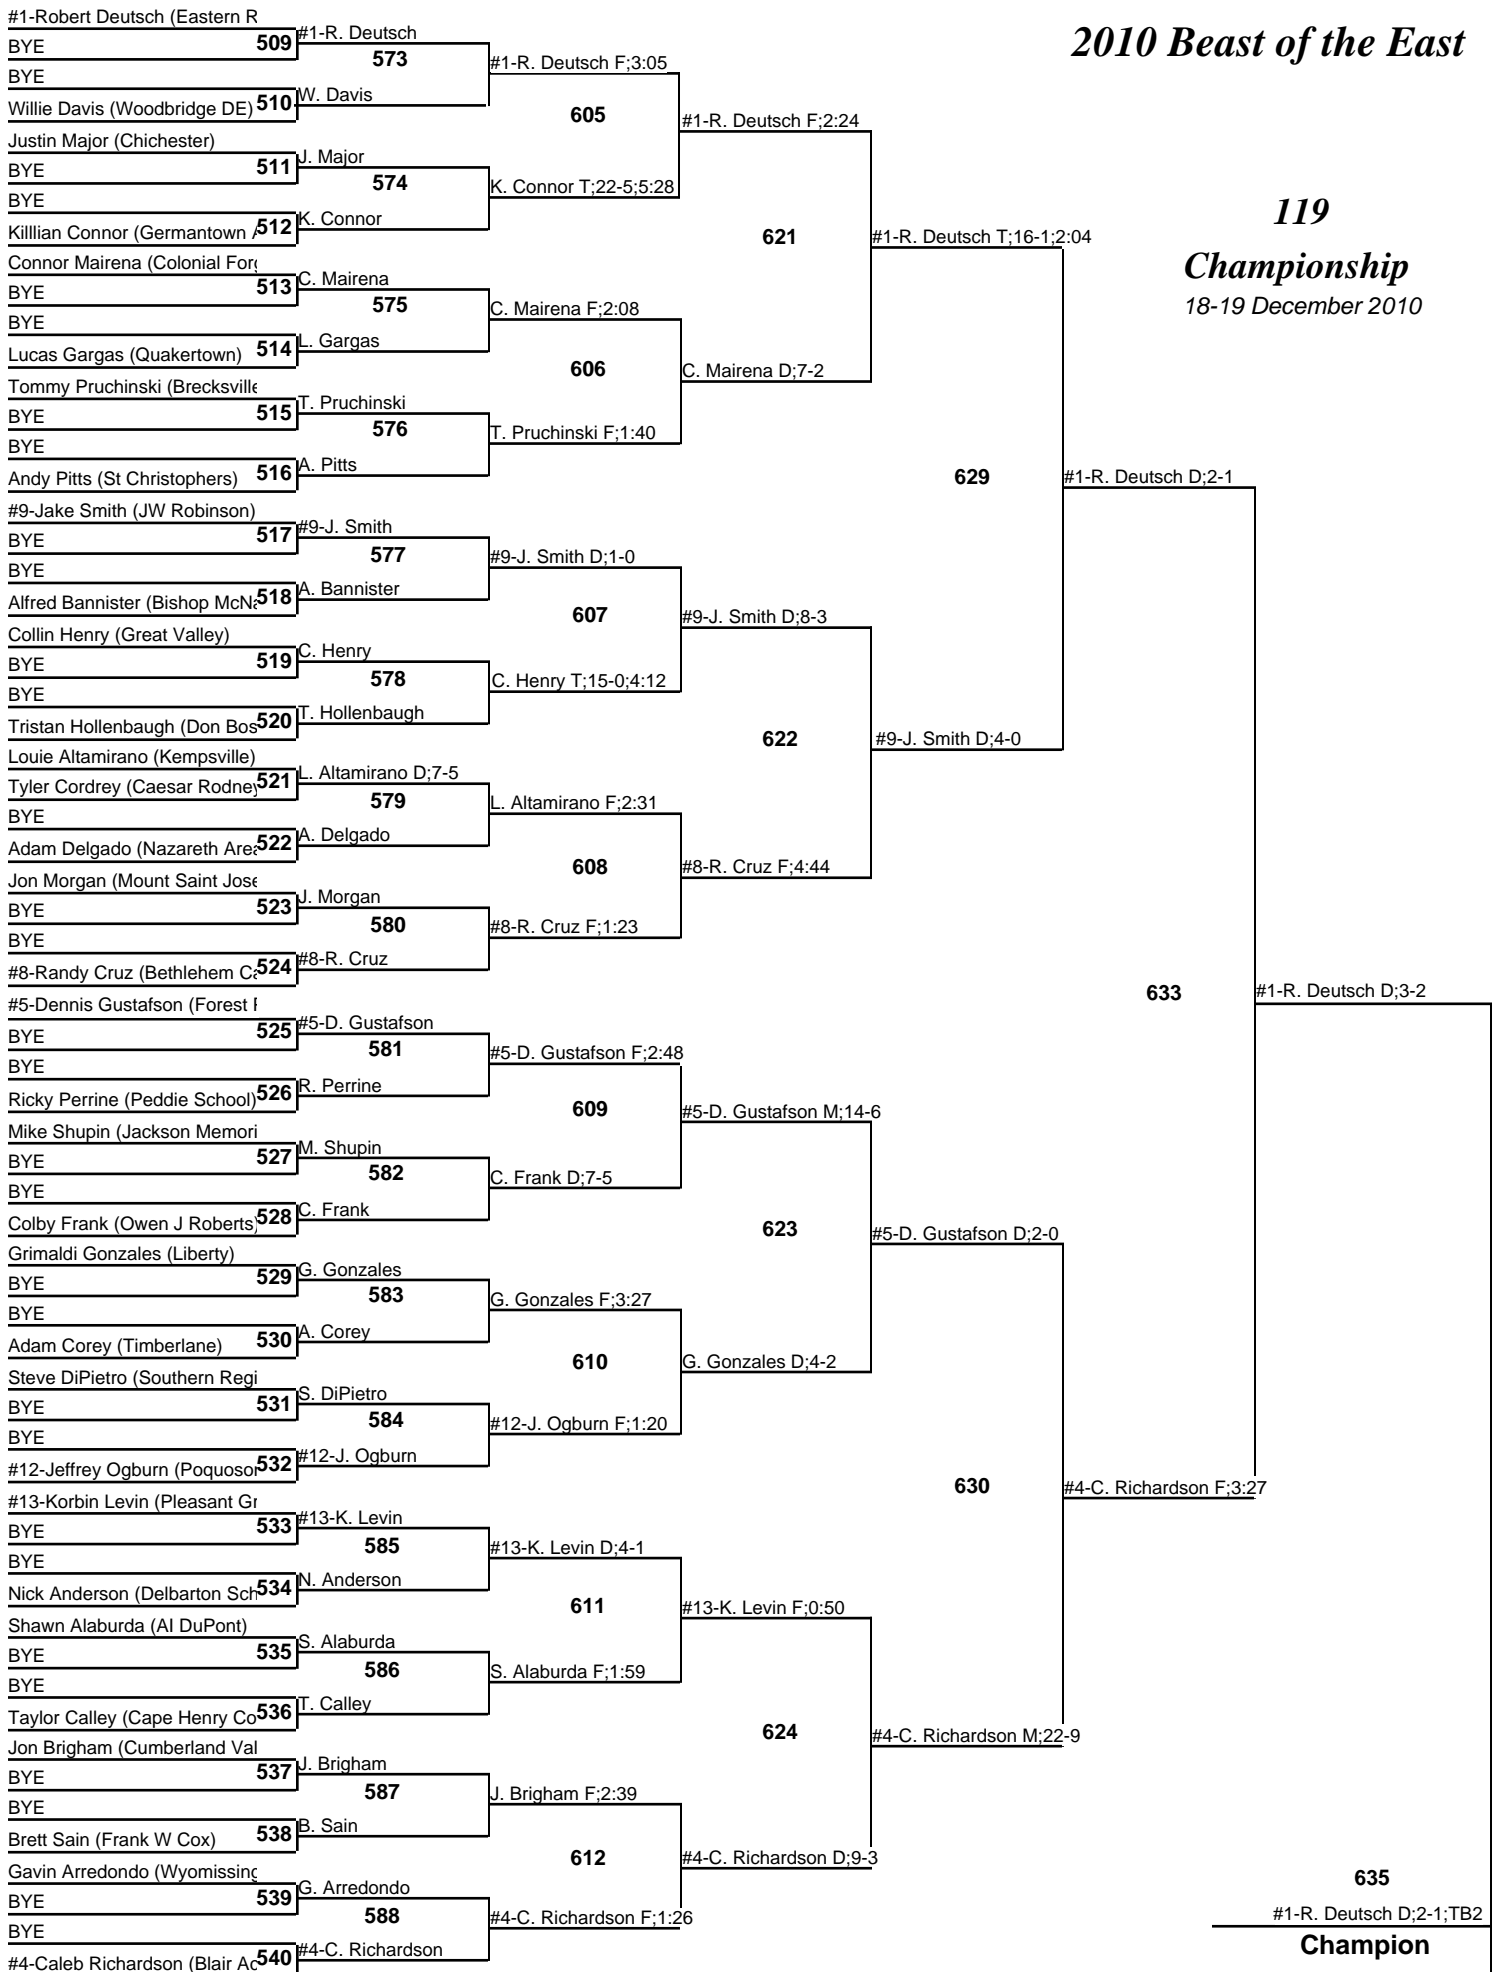 2010 Beast of the East
119
Championship
18-19 December 2010
#1-Robert Deutsch (Eastern R
BYE
509
BYE
Willie Davis (Woodbridge DE)
510
Justin Major (Chichester)
BYE
511
BYE
Killlian Connor (Germantown A
512
Connor Mairena (Colonial Forg
BYE
513
BYE
Lucas Gargas (Quakertown)
514
Tommy Pruchinski (Brecksville
BYE
515
BYE
Andy Pitts (St Christophers)
516
#9-Jake Smith (JW Robinson)
BYE
517
BYE
Alfred Bannister (Bishop McNa
518
Collin Henry (Great Valley)
BYE
519
BYE
Tristan Hollenbaugh (Don Bos
520
Louie Altamirano (Kempsville)
Tyler Cordrey (Caesar Rodney
521
BYE
Adam Delgado (Nazareth Area
522
Jon Morgan (Mount Saint Jose
BYE
523
BYE
#8-Randy Cruz (Bethlehem Ca
524
#5-Dennis Gustafson (Forest P
BYE
525
BYE
Ricky Perrine (Peddie School)
526
Mike Shupin (Jackson Memori
BYE
527
BYE
Colby Frank (Owen J Roberts)
528
Grimaldi Gonzales (Liberty)
BYE
529
BYE
Adam Corey (Timberlane)
530
Steve DiPietro (Southern Regi
BYE
531
BYE
#12-Jeffrey Ogburn (Poquoson
532
#13-Korbin Levin (Pleasant Gr
BYE
533
BYE
Nick Anderson (Delbarton Sch
534
Shawn Alaburda (AI DuPont)
BYE
535
BYE
Taylor Calley (Cape Henry Co
536
Jon Brigham (Cumberland Val
BYE
537
BYE
Brett Sain (Frank W Cox)
538
Gavin Arredondo (Wyomissing
BYE
539
BYE
#4-Caleb Richardson (Blair Ac
540
#1-R. Deutsch
573
W. Davis
J. Major
574
K. Connor
C. Mairena
575
L. Gargas
T. Pruchinski
576
A. Pitts
#9-J. Smith
577
A. Bannister
C. Henry
578
T. Hollenbaugh
L. Altamirano D;7-5
579
A. Delgado
J. Morgan
580
#8-R. Cruz
#5-D. Gustafson
581
R. Perrine
M. Shupin
582
C. Frank
G. Gonzales
583
A. Corey
S. DiPietro
584
#12-J. Ogburn
#13-K. Levin
585
N. Anderson
S. Alaburda
586
T. Calley
J. Brigham
587
B. Sain
G. Arredondo
588
#4-C. Richardson
#1-R. Deutsch F;3:05
605
K. Connor T;22-5;5:28
C. Mairena F;2:08
606
T. Pruchinski F;1:40
#9-J. Smith D;1-0
607
C. Henry T;15-0;4:12
L. Altamirano F;2:31
608
#8-R. Cruz F;1:23
#5-D. Gustafson F;2:48
609
C. Frank D;7-5
G. Gonzales F;3:27
610
#12-J. Ogburn F;1:20
#13-K. Levin D;4-1
611
S. Alaburda F;1:59
J. Brigham F;2:39
612
#4-C. Richardson F;1:26
#1-R. Deutsch F;2:24
621
C. Mairena D;7-2
#9-J. Smith D;8-3
622
#8-R. Cruz F;4:44
#5-D. Gustafson M;14-6
623
G. Gonzales D;4-2
#13-K. Levin F;0:50
624
#4-C. Richardson D;9-3
#1-R. Deutsch T;16-1;2:04
629
#9-J. Smith D;4-0
#5-D. Gustafson D;2-0
630
#4-C. Richardson M;22-9
#1-R. Deutsch D;2-1
633
#4-C. Richardson F;3:27
#1-R. Deutsch D;3-2
635
#1-R. Deutsch D;2-1;TB2
Champion